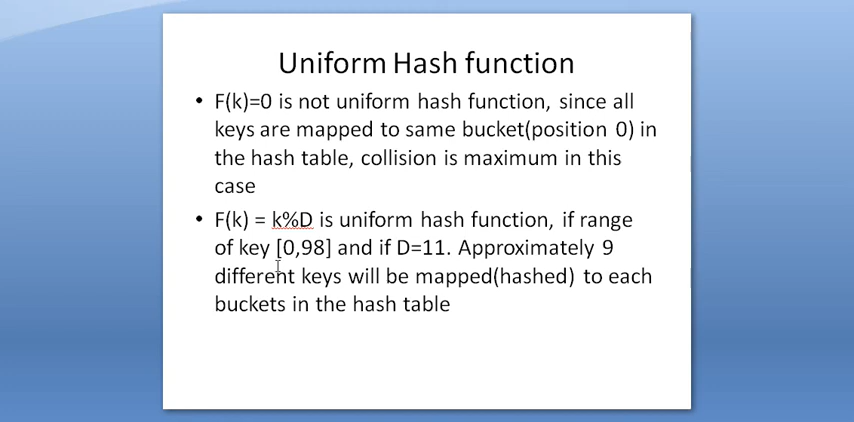 Uniform Hash function
• F(k)=0 is not uniform hash function, since all
keys are mapped to same bucket(position 0) in
the hash table, collision is maximum in this
case
• F(k) = k%D is uniform hash function, if range
of key [0,98] and if D=11. Approximately 9
different keys will be mapped(hashed) to each
buckets in the hash table